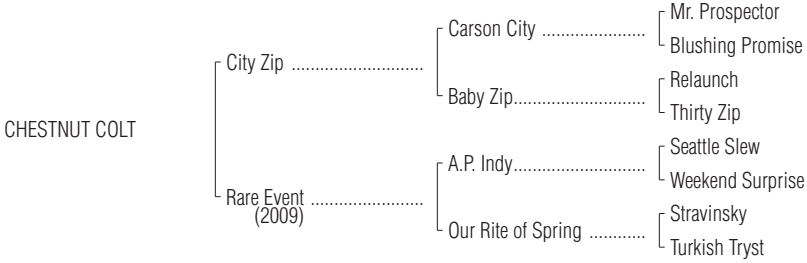 Mr. Prospector
Carson City ......................
Blushing Promise
City Zip ............................
Relaunch
Baby Zip............................
Thirty Zip
CHESTNUT COLT
Seattle Slew
A.P. Indy............................
Weekend Surprise
Rare Event ........................
(2009)
Stravinsky
Our Rite of Spring ............
Turkish Tryst